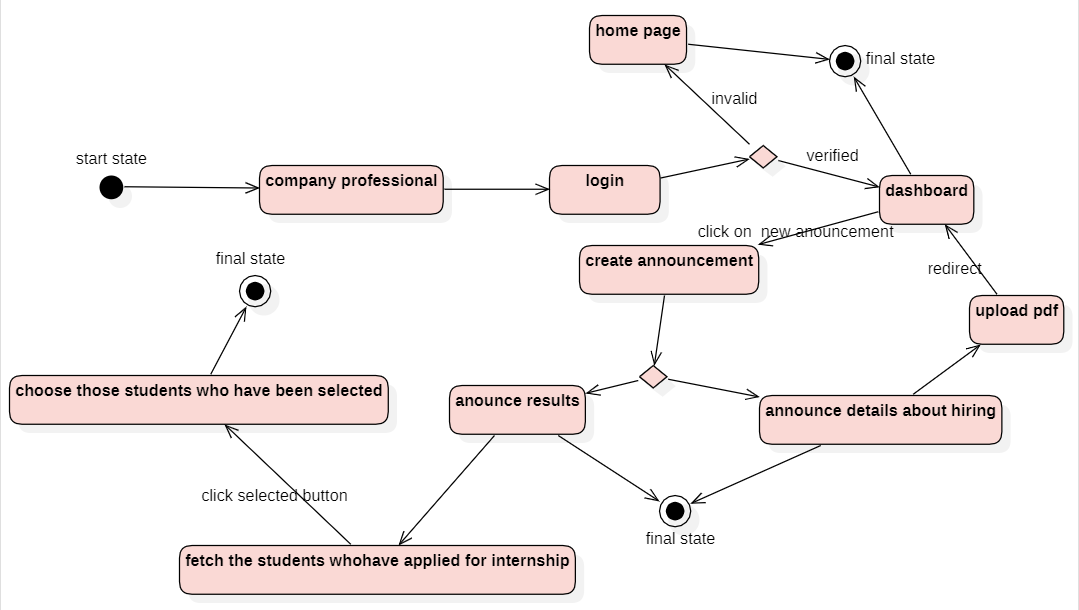 home page
final state
invalid
start state
verified
company professional
login
dashboard
click on  new anouncement
final state
create announcement
redirect
upload pdf
choose those students who have been selected
anounce results
announce details about hiring
click selected button
final state
fetch the students whohave applied for internship